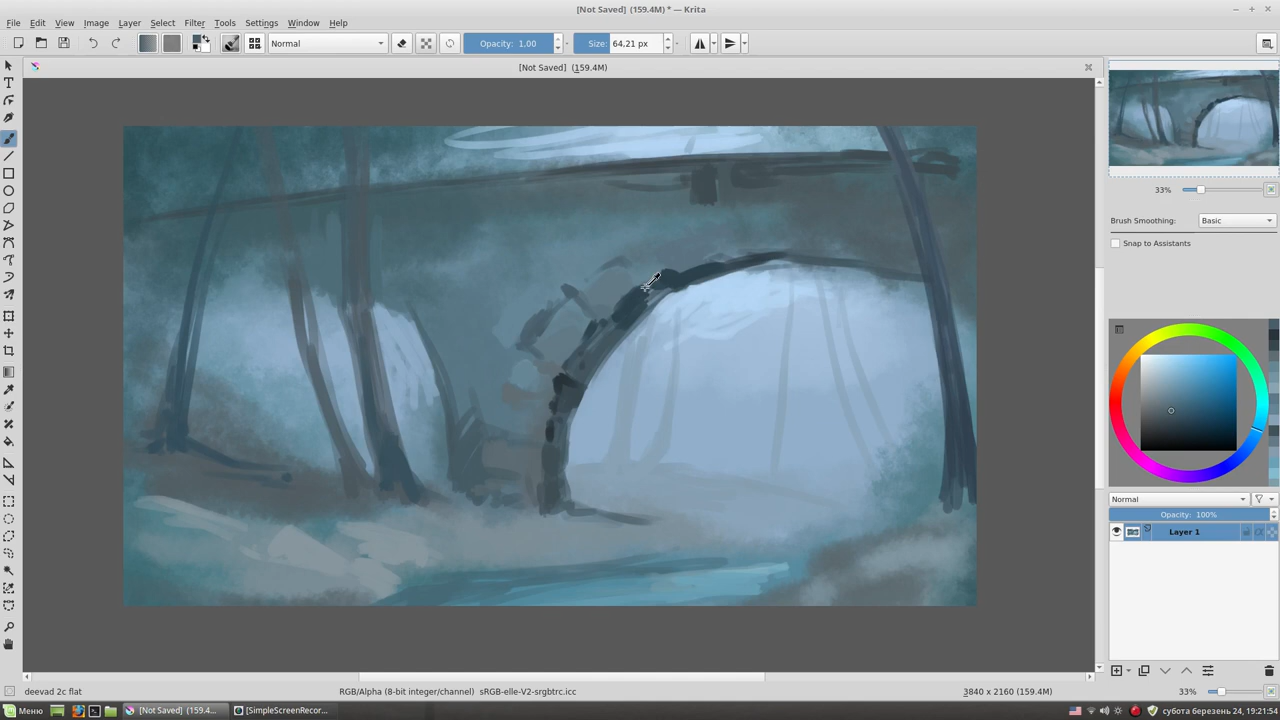 [Not Saved]  (159.4M) * — Krita
File Edit View Image Layer Select Filter Tools Settings Window Help
Normal Opacity: 1,00 Size: 64,21 px
[Not Saved]  (159.4M)
33%
Brush Smoothing: Basic
Snap to Assistants
Normal
Opacity: 100%
Layer 1
deevad 2c flat RGB/Alpha (8-bit integer/channel) sRGB-elle-V2-srgbtrc.icc 3840 x 2160 (159.4M) 33%
Меню [Not Saved] (159.4... [SimpleScreenRecor... субота березень 24, 19:21:54